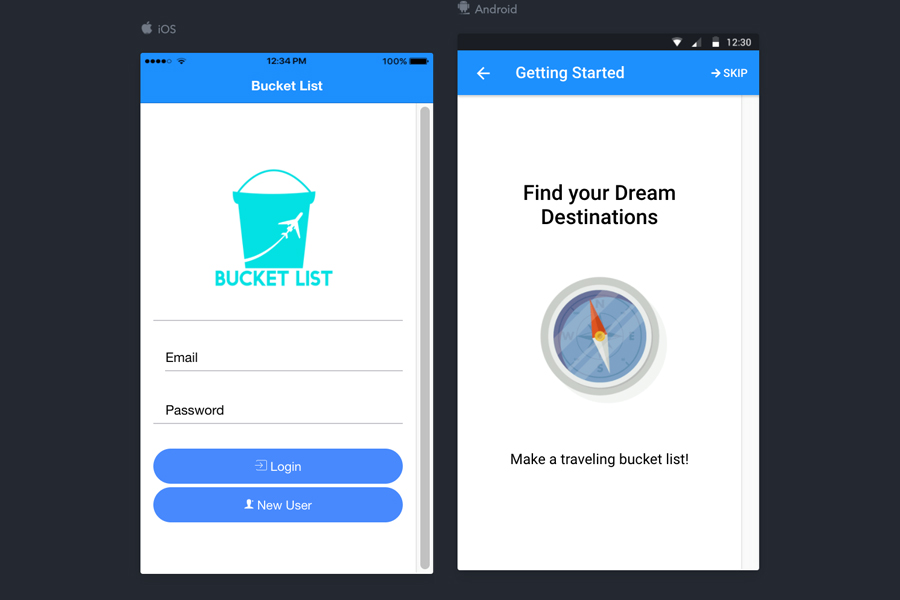 iOS
12:34 PM
100%
Bucket List
BUCKET LIST
Email
Password
Login
New User
Android
12:30
Getting Started
SKIP
Find your Dream
Destinations
N
W
E
S
Make a traveling bucket list!